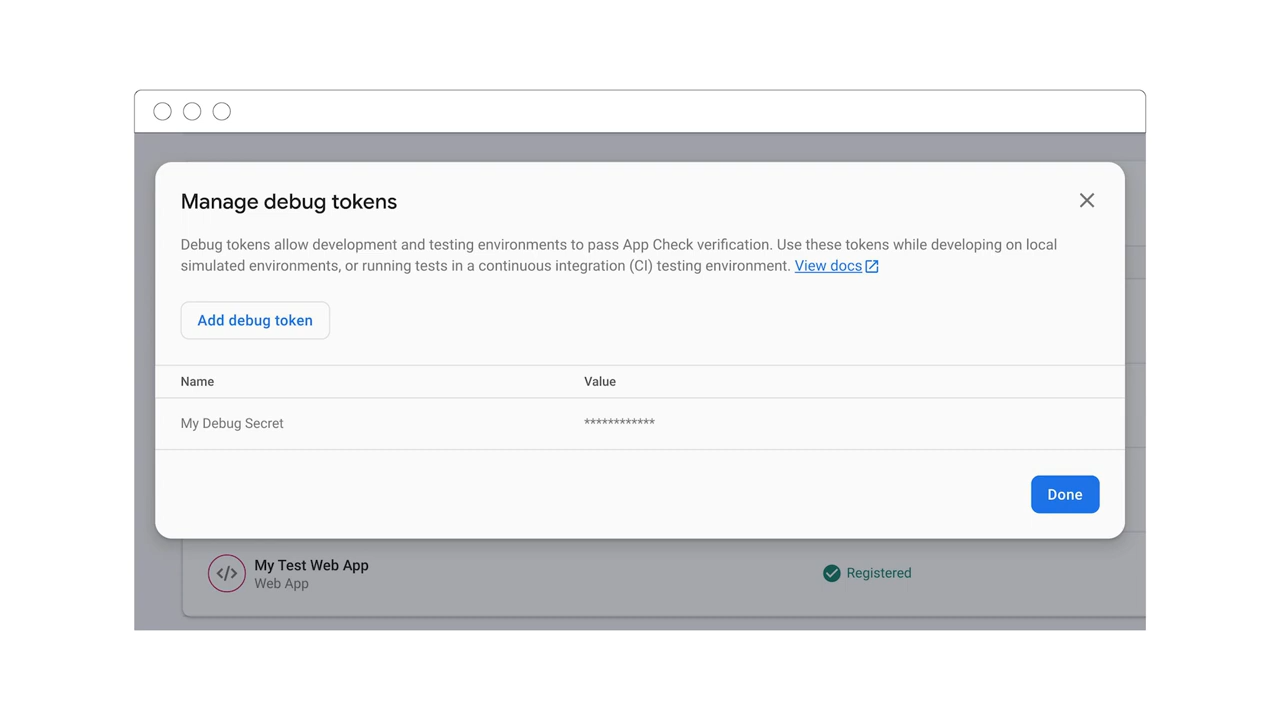 Manage debug tokens
Debug tokens allow development and testing environments to pass App Check verification. Use these tokens while developing on local
simulated environments, or running tests in a continuous integration (CI) testing environment. View docs
Add debug token
Name Value
My Debug Secret ************
Done
My Test Web App
Web App
Registered